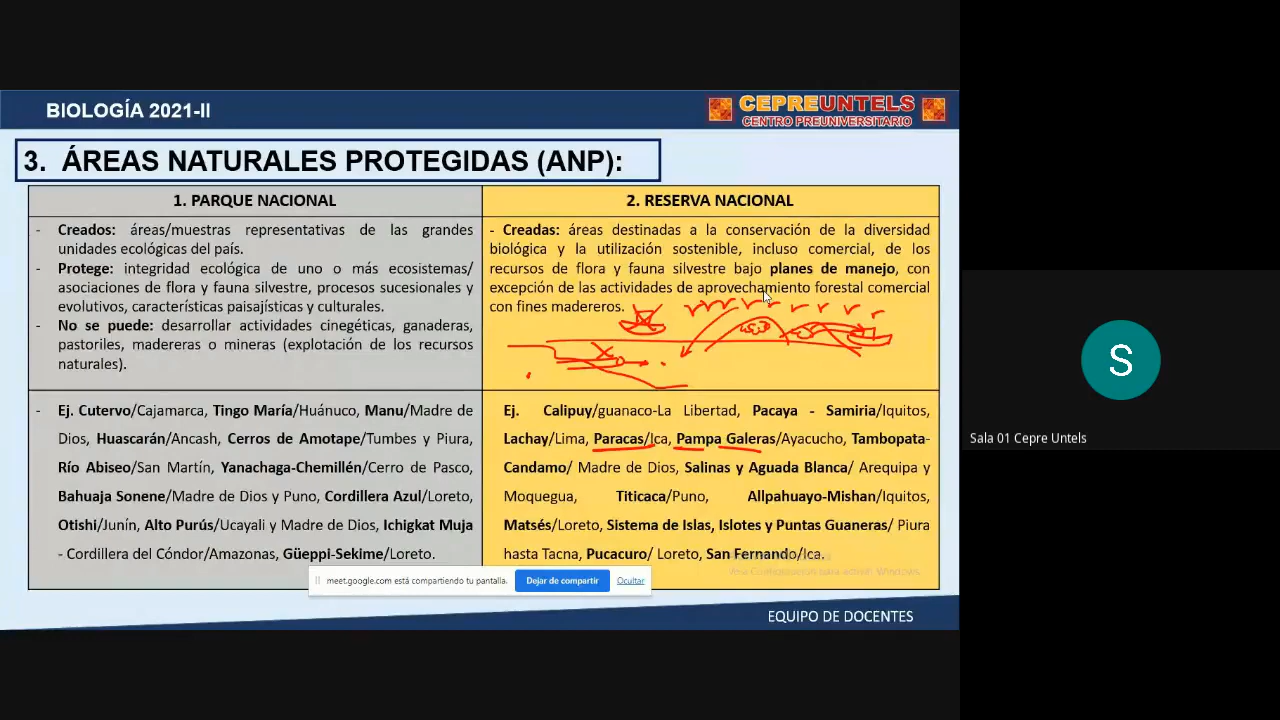 BIOLOGÍA 2021-II
CEPREUNTELS
CENTRO PREUNIVERSITARIO
3. ÁREAS NATURALES PROTEGIDAS (ANP):
1. PARQUE NACIONAL
- Creados: áreas/muestras representativas de las grandes
unidades ecológicas del país.
- Protege: integridad ecológica de uno o más ecosistemas/
asociaciones de flora y fauna silvestre, procesos sucesionales y
evolutivos, características paisajísticas y culturales.
- No se puede: desarrollar actividades cinegéticas, ganaderas,
pastoriles, madereras o mineras (explotación de los recursos
naturales).
2. RESERVA NACIONAL
- Creadas: áreas destinadas a la conservación de la diversidad
biológica y la utilización sostenible, incluso comercial, de los
recursos de flora y fauna silvestre bajo planes de manejo, con
excepción de las actividades de aprovechamiento forestal comercial
con fines madereros.
- Ej. Cutervo/Cajamarca, Tingo María/Huánuco, Manu/Madre de
Dios, Huascarán/Ancash, Cerros de Amotape/Tumbes y Piura,
Río Abiseo/San Martín, Yanachaga-Chemillén/Cerro de Pasco,
Bahuaja Sonene/Madre de Dios y Puno, Cordillera Azul/Loreto,
Otishi/Junín, Alto Purús/Ucayali y Madre de Dios, Ichigkat Muja
- Cordillera del Cóndor/Amazonas, Güeppi-Sekime/Loreto.
Ej. Calipuy/guanaco-La Libertad, Pacaya - Samiria/Iquitos,
Lachay/Lima, Paracas/Ica, Pampa Galeras/Ayacucho, Tambopata-
Candamo/ Madre de Dios, Salinas y Aguada Blanca/ Arequipa y
Moquegua, Titicaca/Puno, Allpahuayo-Mishan/Iquitos,
Matsés/Loreto, Sistema de Islas, Islotes y Puntas Guaneras/ Piura
hasta Tacna, Pucacuro/ Loreto, San Fernando/Ica.
meet.google.com está compartiendo tu pantalla.
Dejar de compartir
Ocultar
EQUIPO DE DOCENTES
S
Sala 01 Cepre Untels